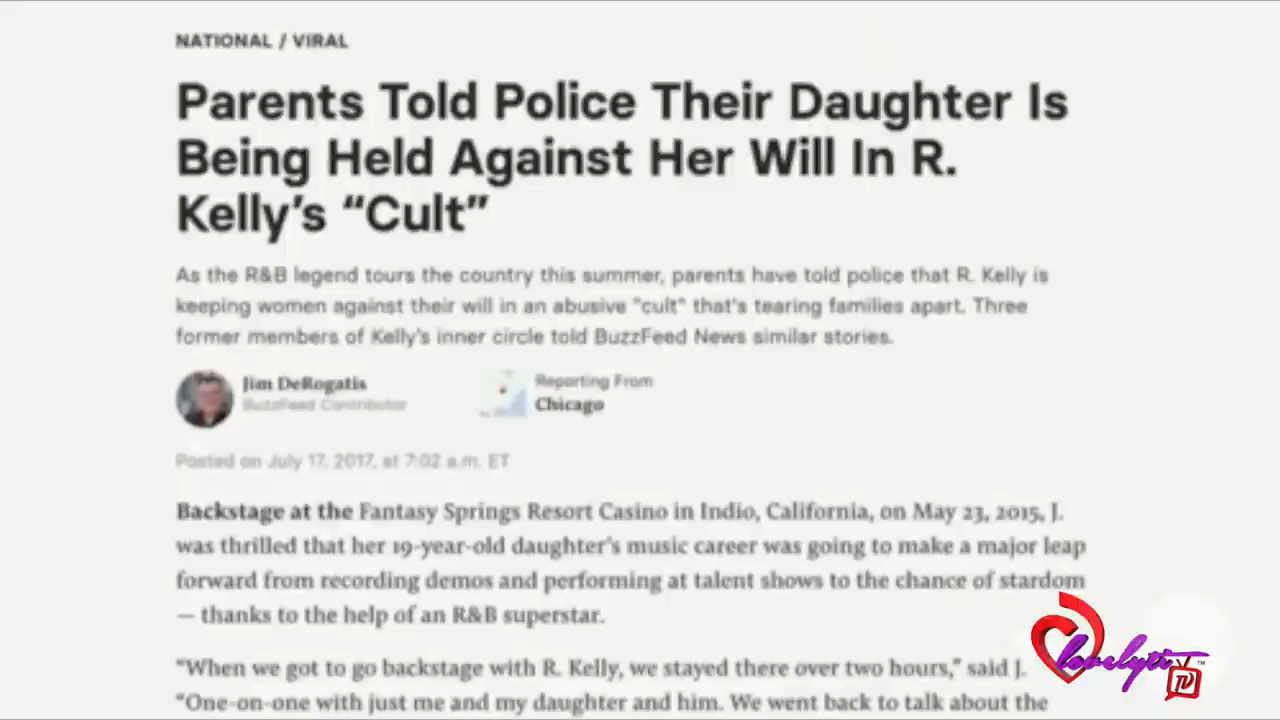 NATIONAL / VIRAL
Parents Told Police Their Daughter Is
Being Held Against Her Will In R.
Kelly’s “Cult”
As the R&B legend tours the country this summer, parents have told police that R. Kelly is
keeping women against their will in an abusive "cult" that's tearing families apart. Three
former members of Kelly's inner circle told BuzzFeed News similar stories.
Jim DeRogatis
BuzzFeed Contributor
Reporting From
Chicago
Posted on July 17, 2017, at 7:02 a.m. ET
Backstage at the Fantasy Springs Resort Casino in Indio, California, on May 23, 2015, J.
was thrilled that her 19-year-old daughter’s music career was going to make a major leap
forward from recording demos and performing at talent shows to the chance of stardom
— thanks to the help of an R&B superstar.
“When we got to go backstage with R. Kelly, we stayed there over two hours,” said J.
“One-on-one with just me and my daughter and him. We went back to talk about the
lovelyti TV™